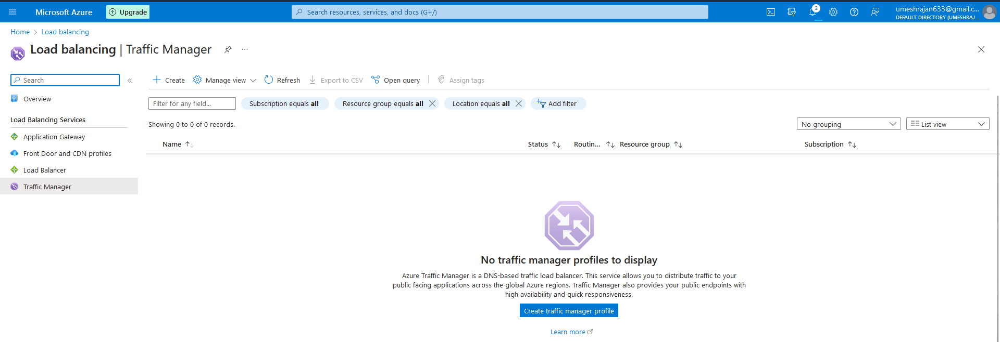 Microsoft Azure
Upgrade
Search resources, services, and docs (G+/)
2
umeshrajan633@gmail.c...
DEFAULT DIRECTORY (UMESHRAJ...
Home > Load balancing
Load balancing | Traffic Manager
Search
Create Manage view Refresh Export to CSV Open query Assign tags
Overview
Filter for any field... Subscription equals all Resource group equals all Location equals all Add filter
Load Balancing Services
Showing 0 to 0 of 0 records. No grouping List view
Application Gateway
Front Door and CDN profiles
Load Balancer
Traffic Manager
Name Status Routin... Resource group Subscription
No traffic manager profiles to display
Azure Traffic Manager is a DNS-based traffic load balancer. This service allows you to distribute traffic to your
public facing applications across the global Azure regions. Traffic Manager also provides your public endpoints with
high availability and quick responsiveness.
Create traffic manager profile
Learn more